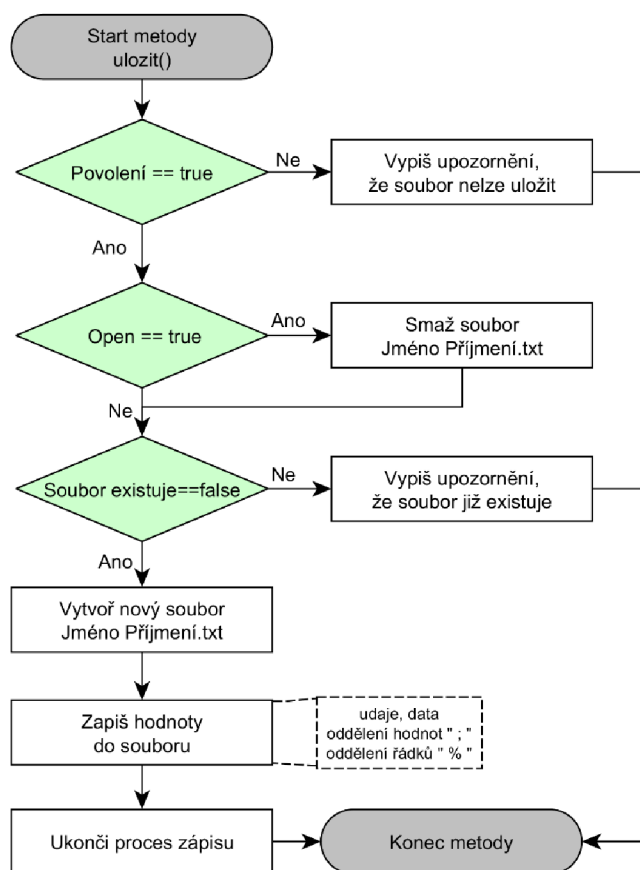 Start metody
ulozit()
Povolení == true
Ne
Vypiš upozornění,
že soubor nelze uložit
Ano
Open == true
Ano
Smaž soubor
Jméno Příjmení.txt
Ne
Soubor existuje==false
Ne
Vypiš upozornění,
že soubor již existuje
Ano
Vytvoř nový soubor
Jméno Příjmení.txt
Zapiš hodnoty
do souboru
udaje, data
oddělení hodnot " ; "
oddělení řádků " % "
Ukonči proces zápisu
Konec metody